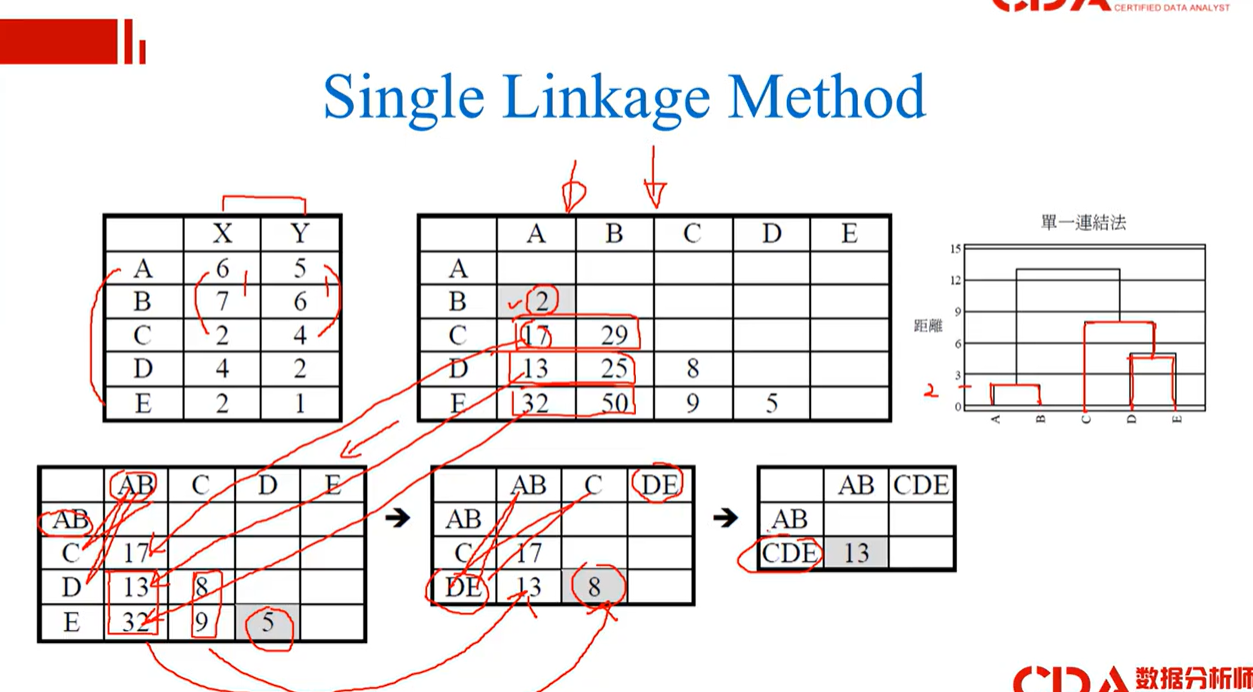 CDA CERTIFIED DATA ANALYST
Single Linkage Method
X Y
A 6 5
B 7 6
C 2 4
D 4 2
E 2 1
A B C D E
A
B 2
C 17 29
D 13 25 8
E 32 50 9 5
單一連結法
15
12
9
距離
6
3
2
0
A B C D E
AB C D E
AB
C 17
D 13 8
E 32 9 5
➔
AB C DE
AB
C 17
DE 13 8
➔
AB CDE
AB
CDE 13
CDA 数据分析师